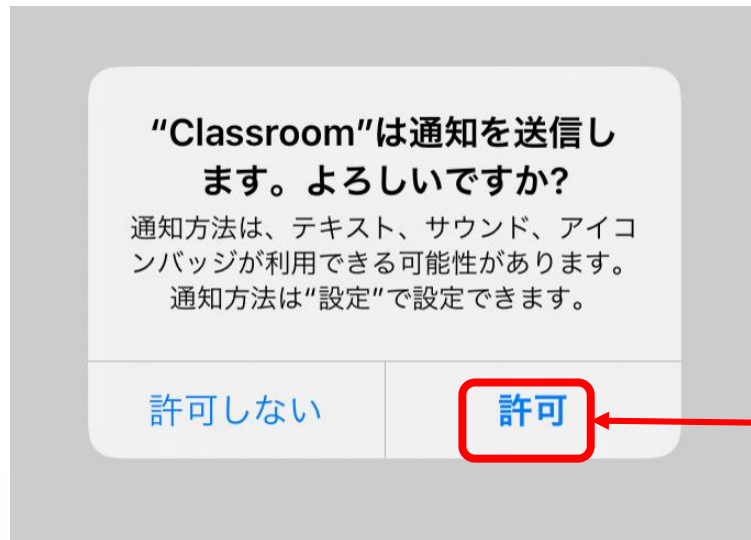 “Classroom”は通知を送信し
ます。よろしいですか?
通知方法は、テキスト、サウンド、アイコ
ンバッジが利用できる可能性があります。
通知方法は“設定”で設定できます。
許可しない
許可